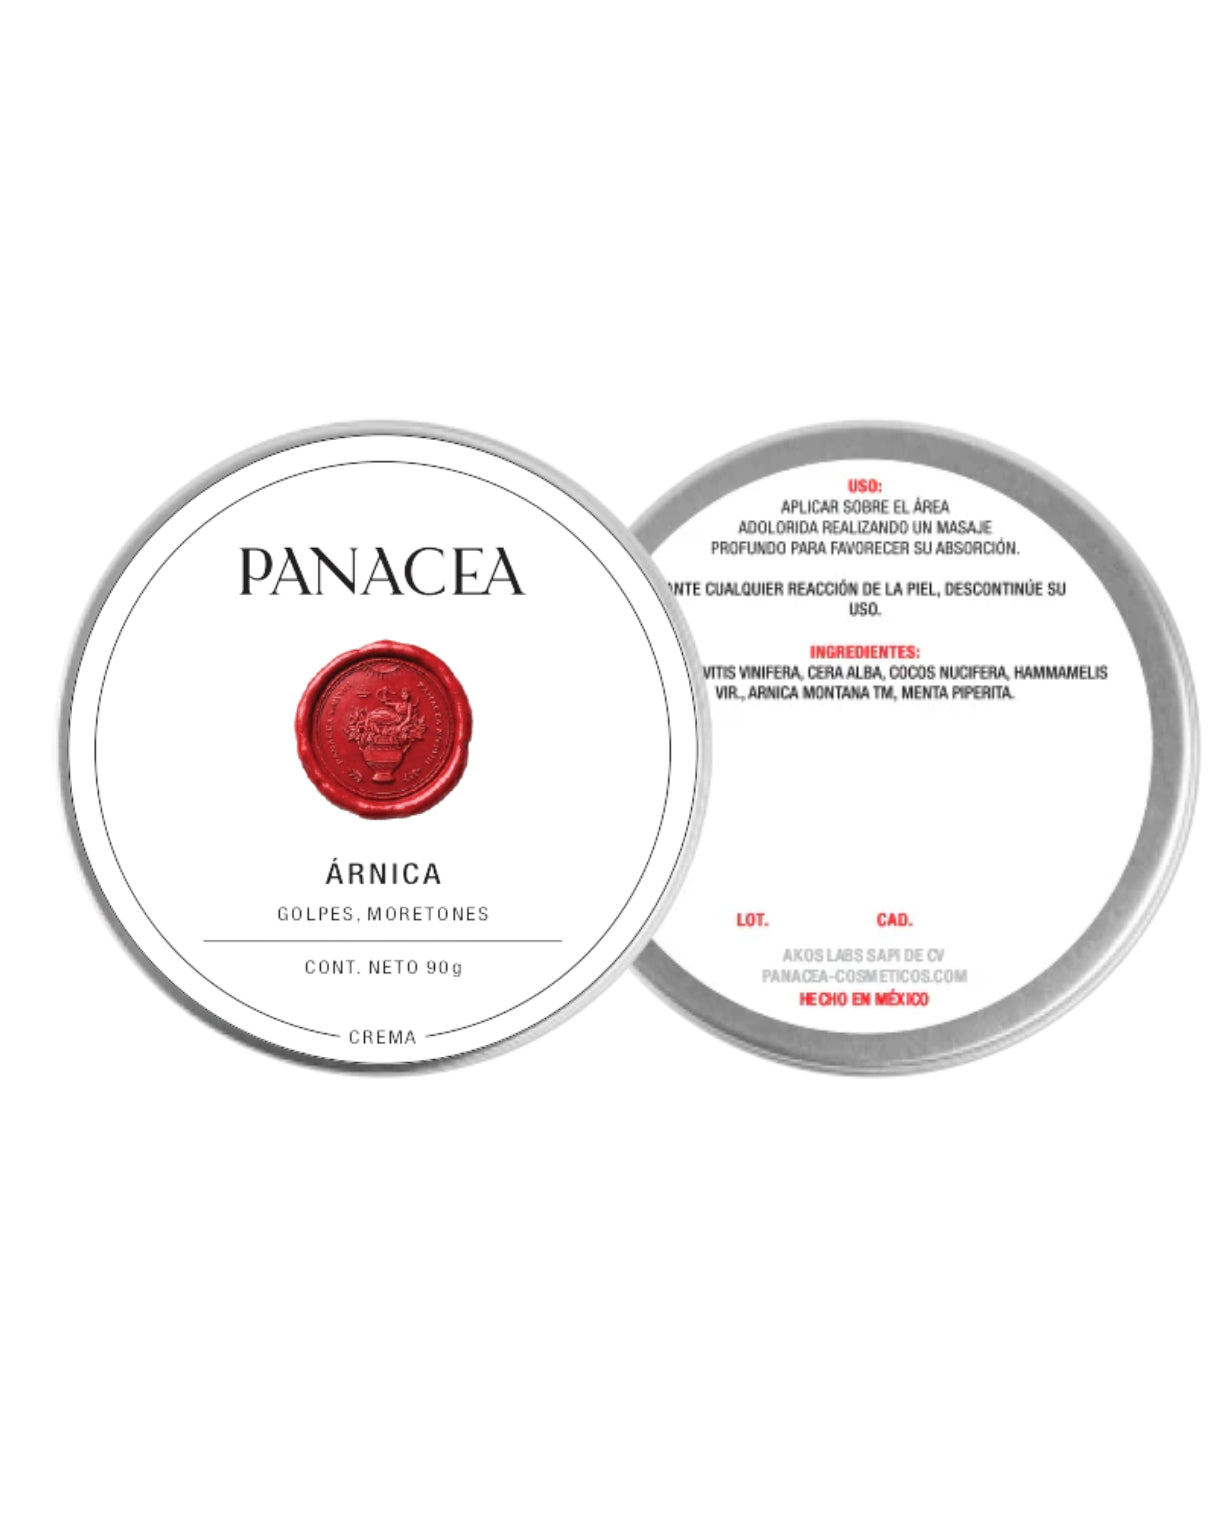 PANACEA
ÁRNICA
GOLPES, MORETONES
CONT. NETO 90g
CREMA
USO:
APLICAR SOBRE EL ÁREA
ADOLORIDA REALIZANDO UN MASAJE
PROFUNDO PARA FAVORECER SU ABSORCIÓN.
NTE CUALQUIER REACCIÓN DE LA PIEL, DESCONTINÚE SU
USO.
INGREDIENTES:
VITIS VINIFERA, CERA ALBA, COCOS NUCIFERA, HAMMAMELIS
VIR., ARNICA MONTANA TM, MENTA PIPERITA.
LOT. CAD.
AKOS LABS SAPI DE CV
PANACEA-COSMETICOS.COM
HECHO EN MÉXICO